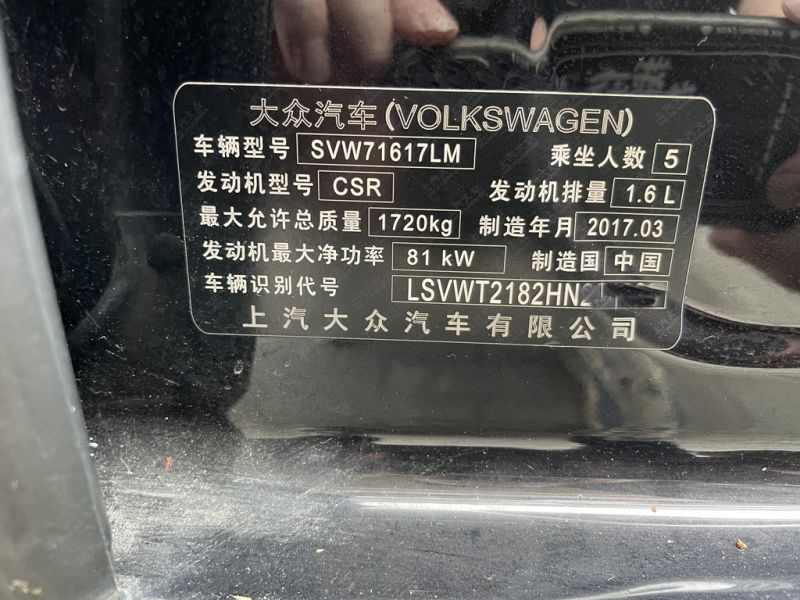 大众汽车(VOLKSWAGEN)
车辆型号 SVW71617LM 乘坐人数 5
发动机型号 CSR 发动机排量 1.6 L
最大允许总质量 1720kg 制造年月 2017.03
发动机最大净功率 81 kW 制造国 中国
车辆识别代号 LSVWT2182HN2
上汽大众汽车有限公司